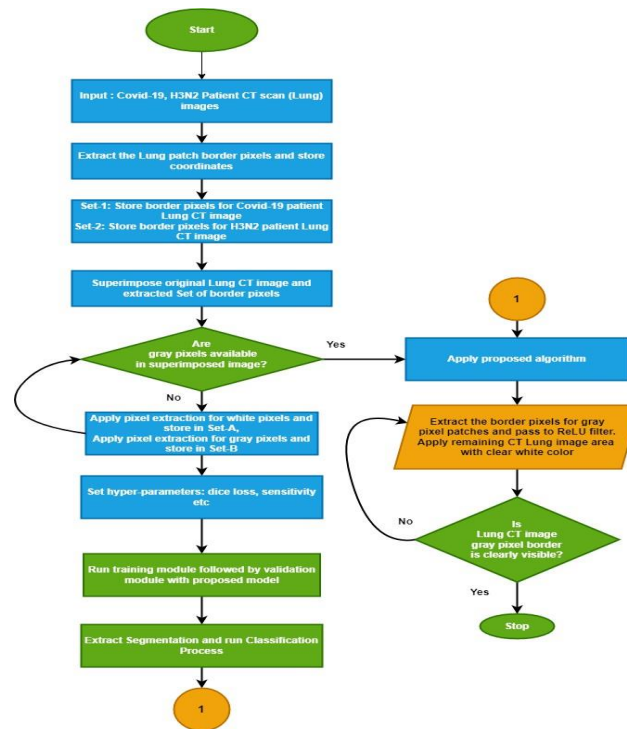 Start
Input : Covid-19, H3N2 Patient CT scan (Lung)
images
Extract the Lung patch border pixels and store
coordinates
Set-1: Store border pixels for Covid-19 patient
Lung CT image
Set-2: Store border pixels for H3N2 patient Lung
CT image
Superimpose original Lung CT image and
extracted Set of border pixels
Are
gray pixels available
in superimposed image?
Yes
No
Apply pixel extraction for white pixels and
store in Set-A,
Apply pixel extraction for gray pixels and
store in Set-B
Set hyper-parameters: dice loss, sensitivity
etc
Run training module followed by validation
module with proposed model
Extract Segmentation and run Classification
Process
1
1
Apply proposed algorithm
Extract the border pixels for gray
pixel patches and pass to ReLU filter.
Apply remaining CT Lung image area
with clear white color
Is
Lung CT image
gray pixel border
is clearly visible?
No
Yes
Stop